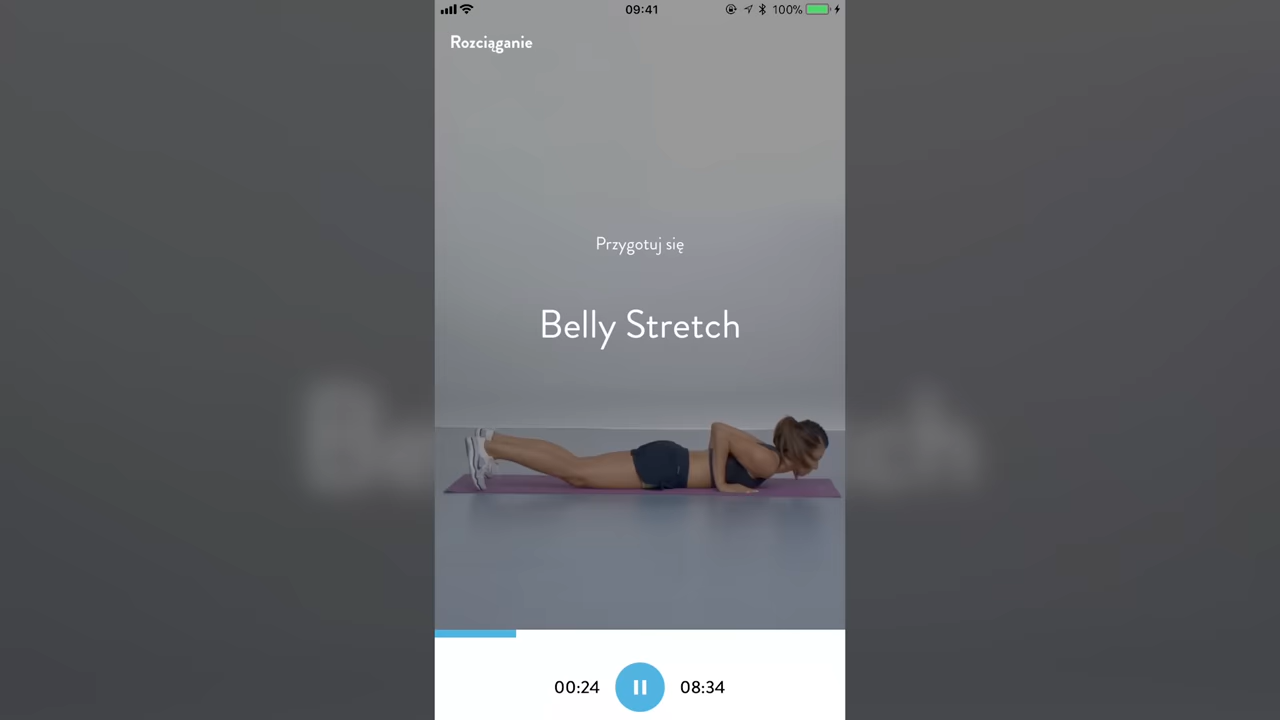 09:41
100%
Rozciąganie
Przygotuj się
Belly Stretch
00:24
08:34